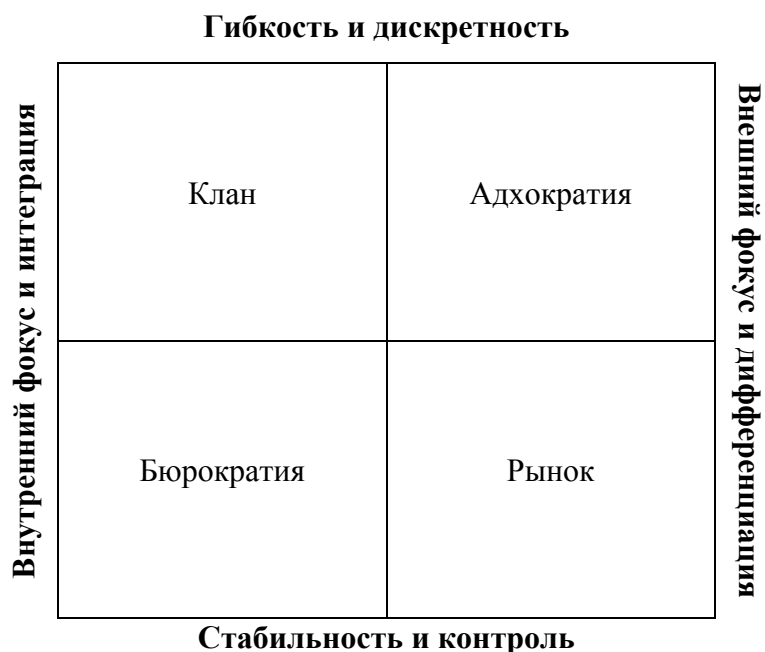 Гибкость и дискретность
Внутренний фокус и интеграция
Клан
Адхократия
Внешний фокус и дифференциация
Бюрократия
Рынок
Стабильность и контроль